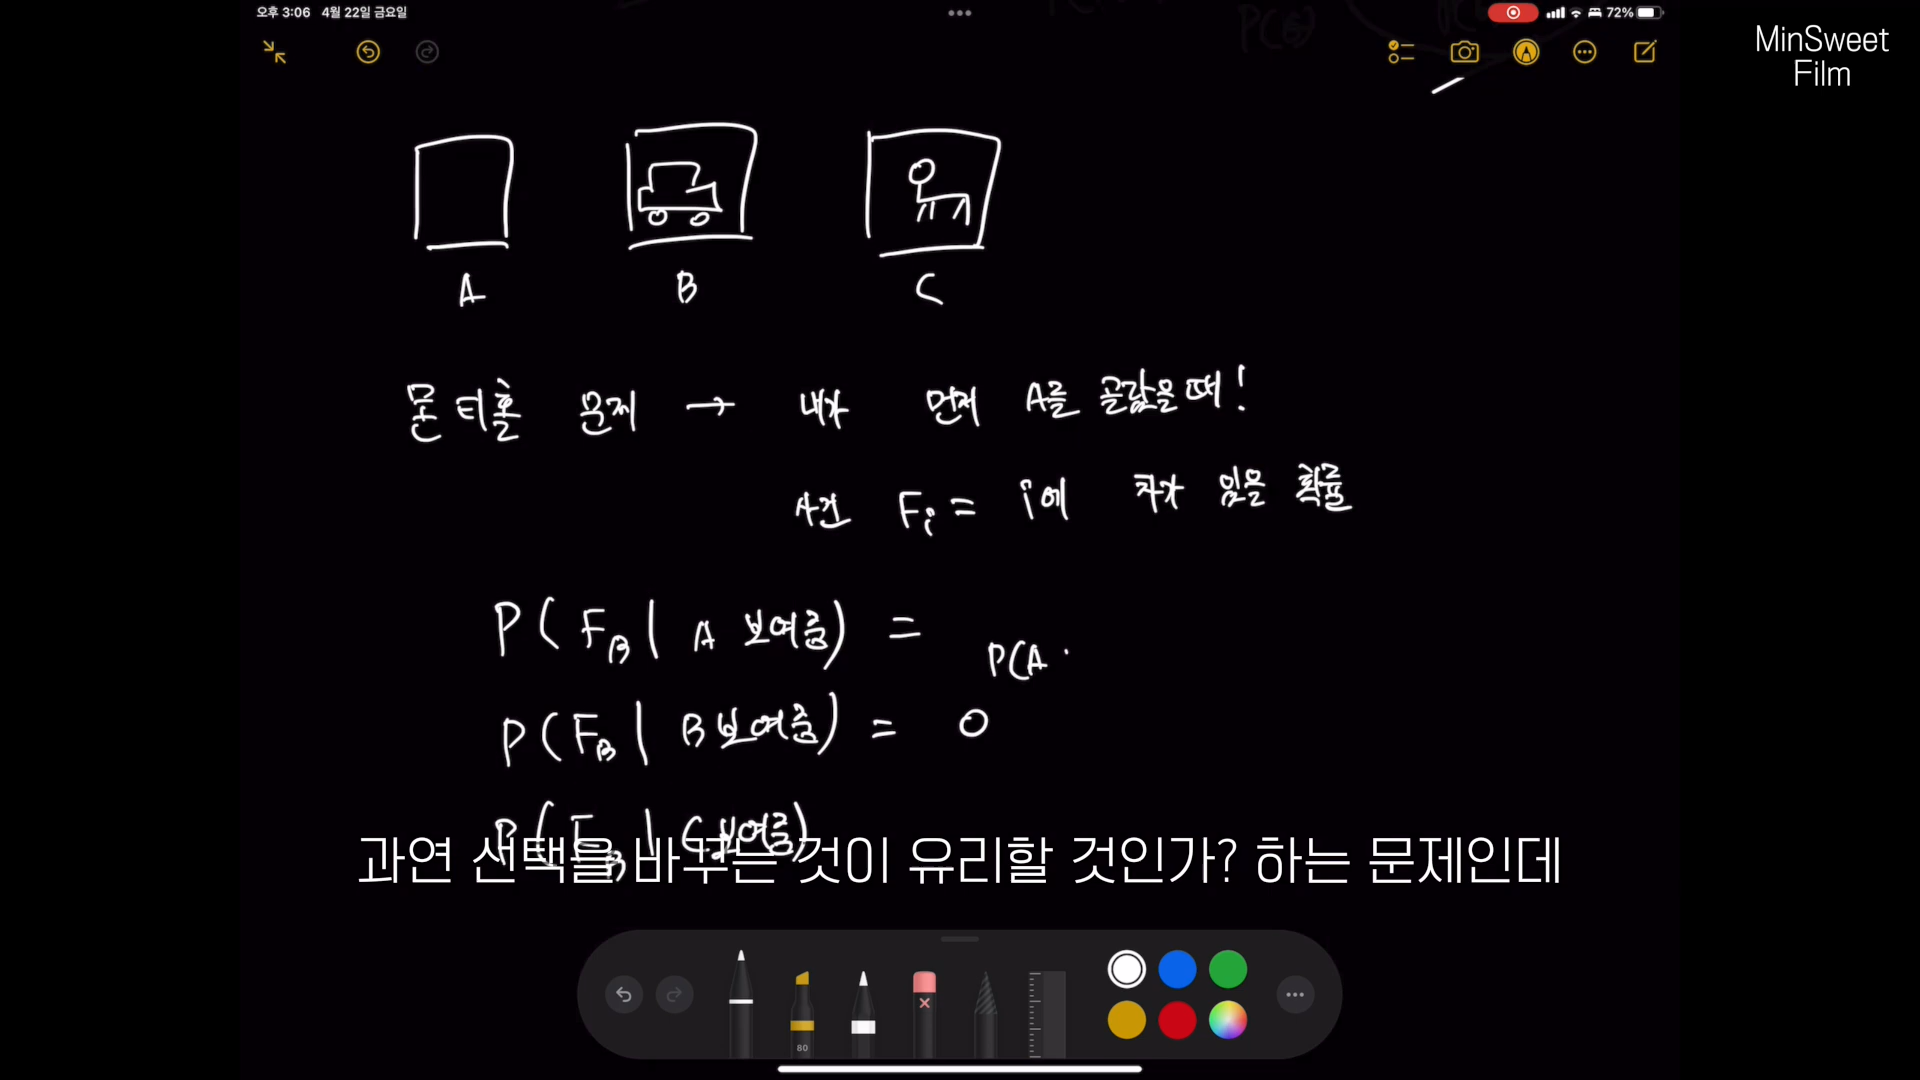 오후 3:06 4월 22일 금요일
72%
MinSweet
Film
A B C
몬티홀 문제 → 내가 먼저 A를 골랐을때!
사건 Fi = i에 차가 있을 확률
P(FB | A 보여줌) =
P(A
P(FB | B보여줌) = 0
P(FB | C보여줌)
과연 선택을 바꾸는 것이 유리할 것인가? 하는 문제인데
80